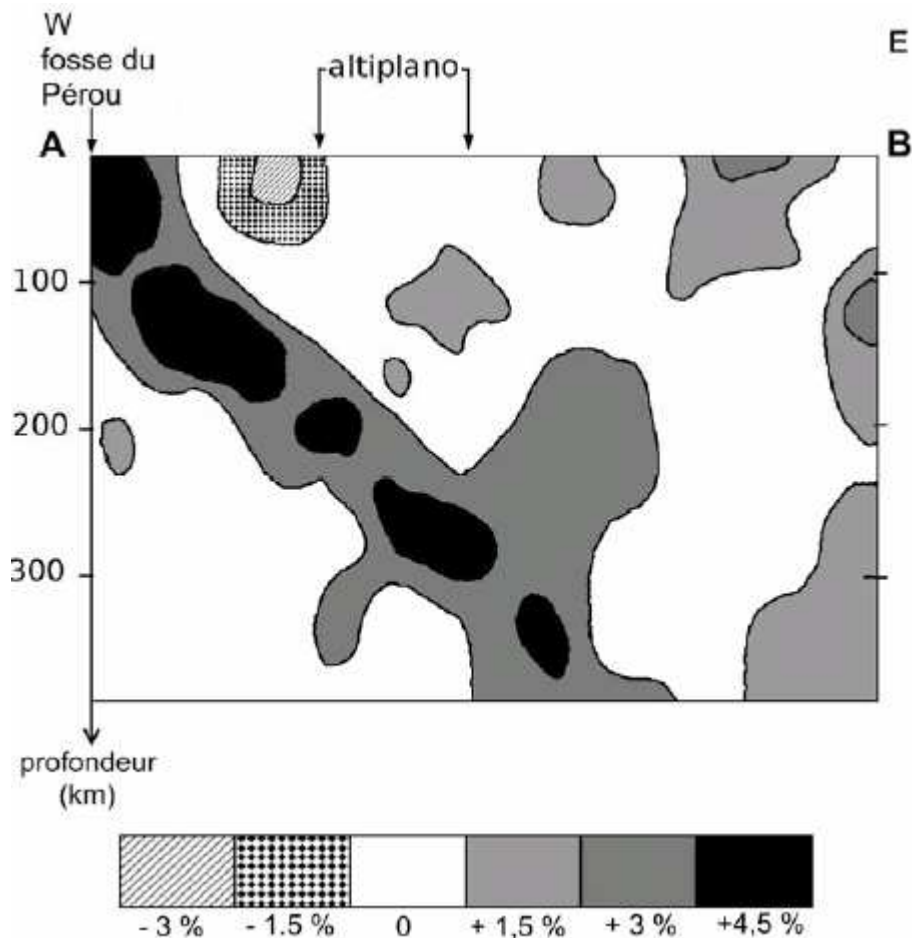 W
fosse du
Pérou
altiplano
E
A
B
100
200
300
profondeur
(km)
- 3 %
- 1.5 %
0
+ 1,5 %
+ 3 %
+4,5 %